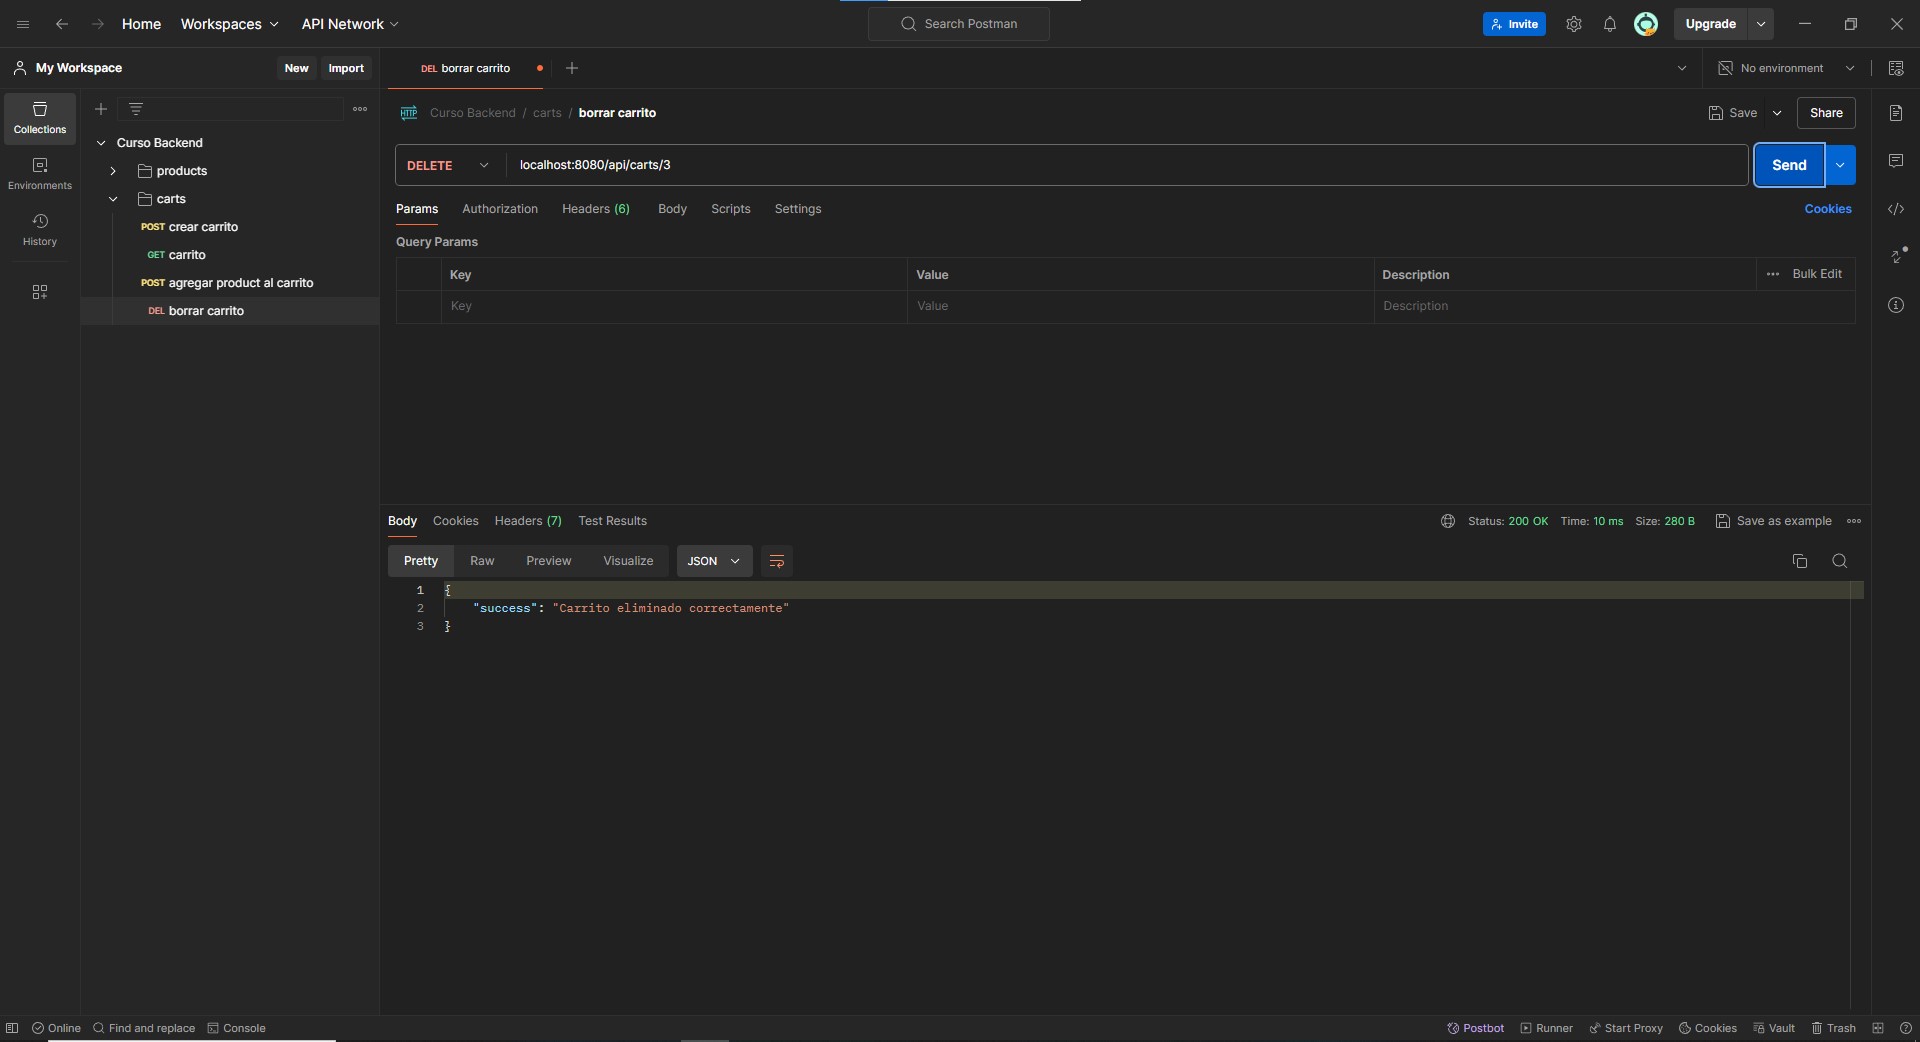 Home Workspaces API Network Search Postman Invite Upgrade
My Workspace New Import DEL borrar carrito No environment
Collections
Environments
History
Curso Backend
products
carts
POST crear carrito
GET carrito
POST agregar product al carrito
DEL borrar carrito
HTTP Curso Backend / carts / borrar carrito Save Share
DELETE localhost:8080/api/carts/3 Send
Params Authorization Headers (6) Body Scripts Settings Cookies
Query Params
Key Value Description Bulk Edit
Key Value Description
Body Cookies Headers (7) Test Results Status: 200 OK Time: 10 ms Size: 280 B Save as example
Pretty Raw Preview Visualize JSON
1 {
2 "success": "Carrito eliminado correctamente"
3 }
Online Find and replace Console Postbot Runner Start Proxy Cookies Vault Trash